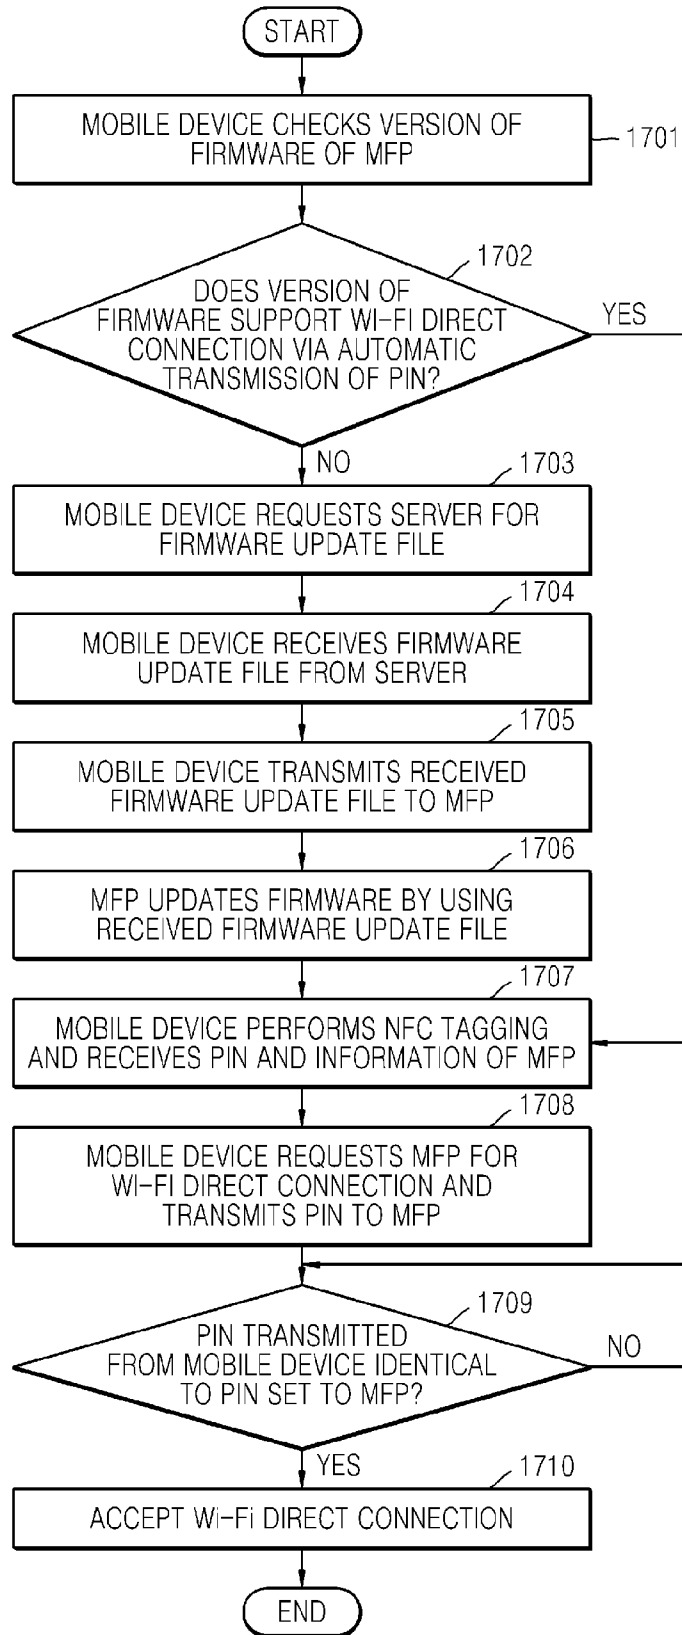 START
MOBILE DEVICE CHECKS VERSION OF
FIRMWARE OF MFP
1701
1702
DOES VERSION OF
FIRMWARE SUPPORT WI-FI DIRECT
CONNECTION VIA AUTOMATIC
TRANSMISSION OF PIN?
YES
NO
1703
MOBILE DEVICE REQUESTS SERVER FOR
FIRMWARE UPDATE FILE
1704
MOBILE DEVICE RECEIVES FIRMWARE
UPDATE FILE FROM SERVER
1705
MOBILE DEVICE TRANSMITS RECEIVED
FIRMWARE UPDATE FILE TO MFP
1706
MFP UPDATES FIRMWARE BY USING
RECEIVED FIRMWARE UPDATE FILE
1707
MOBILE DEVICE PERFORMS NFC TAGGING
AND RECEIVES PIN AND INFORMATION OF MFP
1708
MOBILE DEVICE REQUESTS MFP FOR
WI-FI DIRECT CONNECTION AND
TRANSMITS PIN TO MFP
1709
PIN TRANSMITTED
FROM MOBILE DEVICE IDENTICAL
TO PIN SET TO MFP?
NO
YES
1710
ACCEPT Wi-Fi DIRECT CONNECTION
END